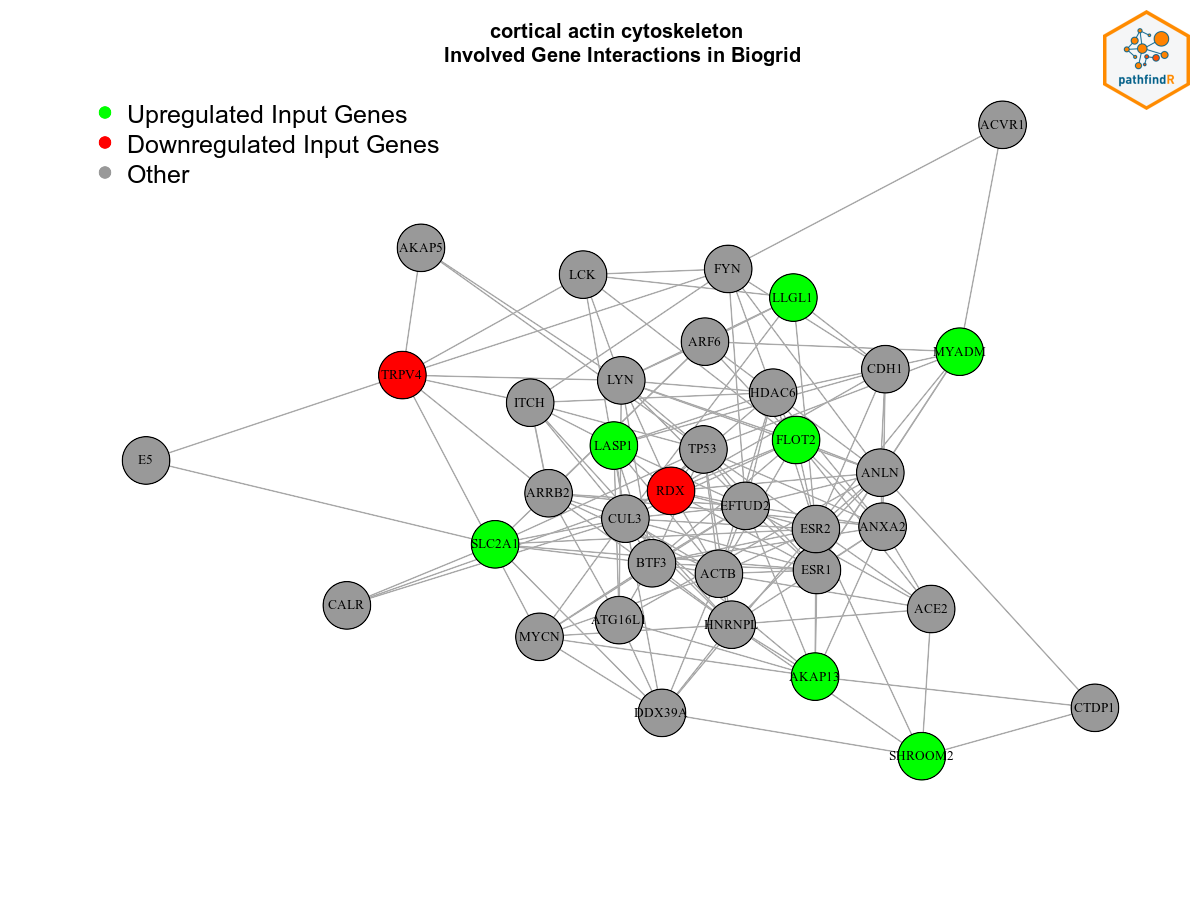 cortical actin cytoskeleton
Involved Gene Interactions in Biogrid
pathfindR
Upregulated Input Genes
Downregulated Input Genes
Other
ACVR1
AKAP5
LCK
FYN
LLGL1
ARF6
MYADM
CDH1
TRPV4
LYN
HDAC6
ITCH
FLOT2
LASP1
TP53
E5
ANLN
ARRB2
RDX
EFTUD2
CUL3
ESR2
ANXA2
SLC2A1
BTF3
ACTB
ESR1
CALR
ACE2
ATG16L1
HNRNPL
MYCN
AKAP13
DDX39A
CTDP1
SHROOM2